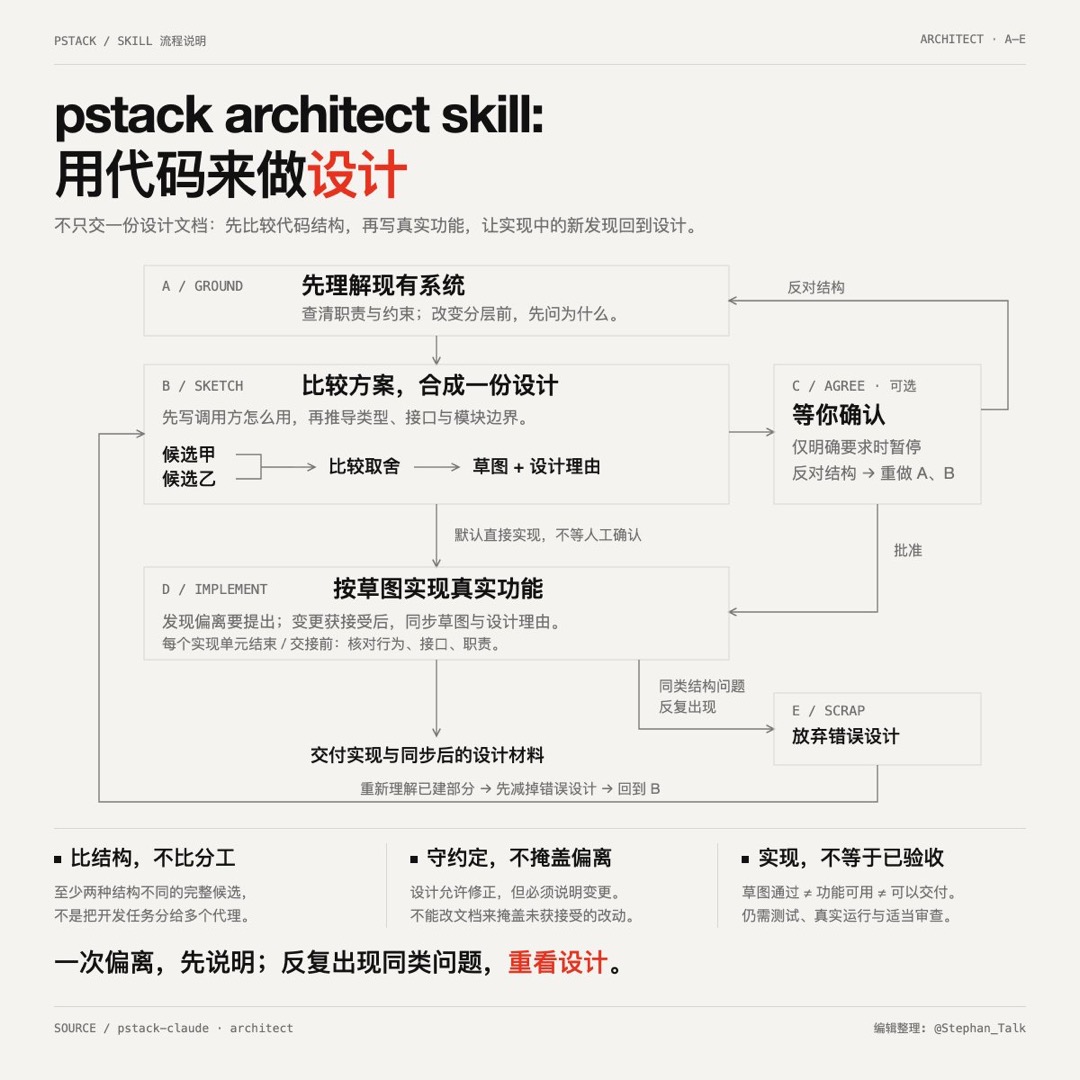 PSTACK / SKILL 流程说明
ARCHITECT · A—E
pstack architect skill:
用代码来做设计
不只交一份设计文档：先比较代码结构，再写真实功能，让实现中的新发现回到设计。
A / GROUND
先理解现有系统
查清职责与约束；改变分层前，先问为什么。
反对结构
B / SKETCH
比较方案，合成一份设计
先写调用方怎么用，再推导类型、接口与模块边界。
候选甲
候选乙
比较取舍
草图 + 设计理由
C / AGREE · 可选
等你确认
仅明确要求时暂停
反对结构 → 重做 A、B
默认直接实现，不等人工确认
批准
D / IMPLEMENT
按草图实现真实功能
发现偏离要提出；变更获接受后，同步草图与设计理由。
每个实现单元结束 / 交接前：核对行为、接口、职责。
同类结构问题
反复出现
E / SCRAP
放弃错误设计
交付实现与同步后的设计材料
重新理解已建部分 → 先减掉错误设计 → 回到 B
▪ 比结构，不比分工
至少两种结构不同的完整候选，
不是把开发任务分给多个代理。
▪ 守约定，不掩盖偏离
设计允许修正，但必须说明变更。
不能改文档来掩盖未获接受的改动。
▪ 实现，不等于已验收
草图通过 ≠ 功能可用 ≠ 可以交付。
仍需测试、真实运行与适当审查。
一次偏离，先说明；反复出现同类问题，重看设计。
SOURCE / pstack-claude · architect
编辑整理: @Stephan_Talk